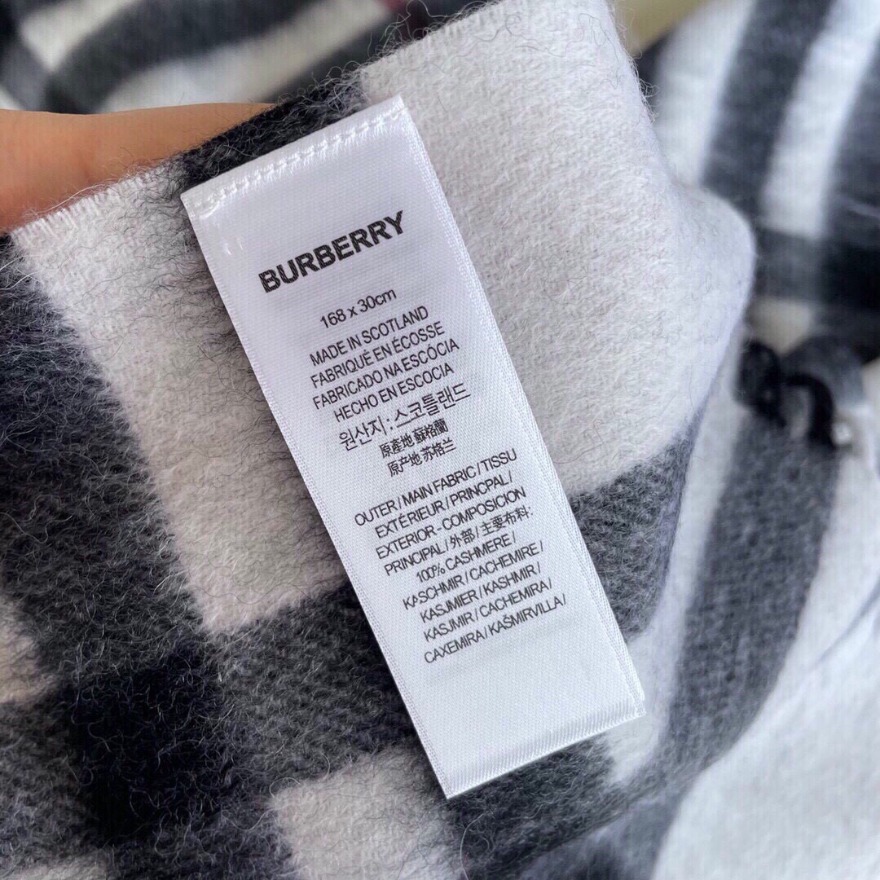 BURBERRY
168 x 30cm
MADE IN SCOTLAND
FABRIQUÉ EN ÉCOSSE
FABRICADO NA ESCÓCIA
HECHO EN ESCOCIA
원산지 : 스코틀랜드
原產地 蘇格蘭
原产地 苏格兰
OUTER / MAIN FABRIC / TISSU
EXTÉRIEUR / PRINCPAL /
EXTERIOR - COMPOSICION
PRINCIPAL / 外部 / 主要布料:
100% CASHMERE /
KASCHMIR / CACHEMIRE /
KASJMIER / KASHMIR /
KASJMIR / CACHEMIRA /
CAXEMIRA / KAŠMIRVILLA /